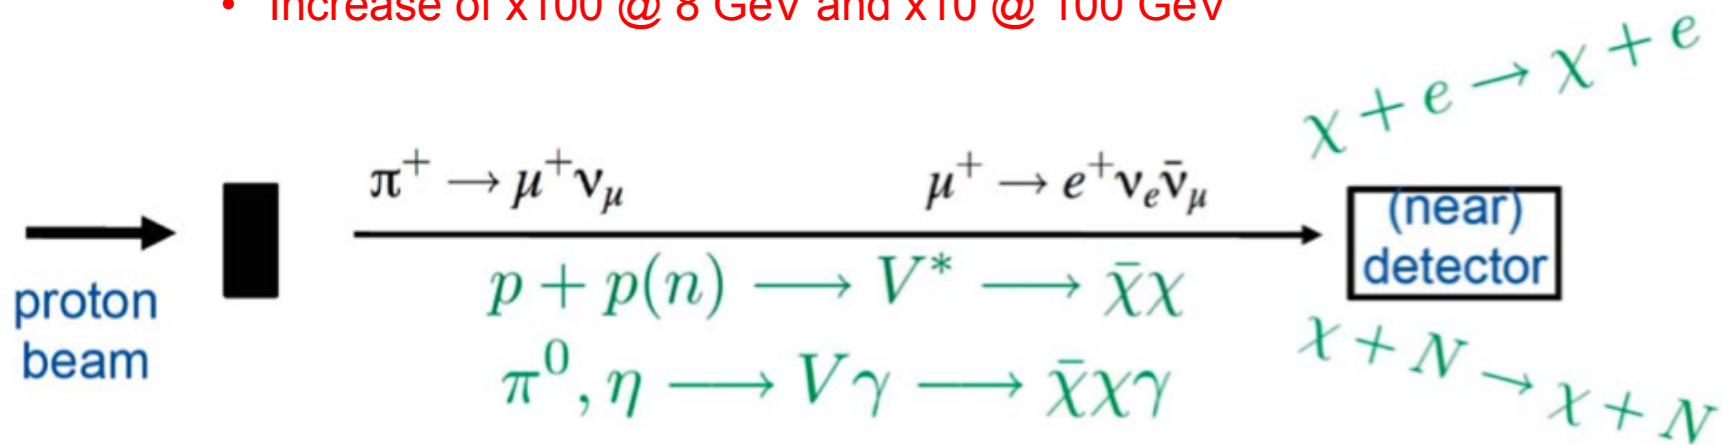 • Increase of x100 @ 8 GeV and x10 @ 100 GeV
χ + e → χ + e
π⁺ → μ⁺ν_μ
μ⁺ → e⁺ν_e ν̄_μ
(near)
detector
p + p(n) ⟶ V* ⟶ χ̄χ
proton
beam
π⁰, η ⟶ Vγ ⟶ χ̄χγ
χ + N → χ + N